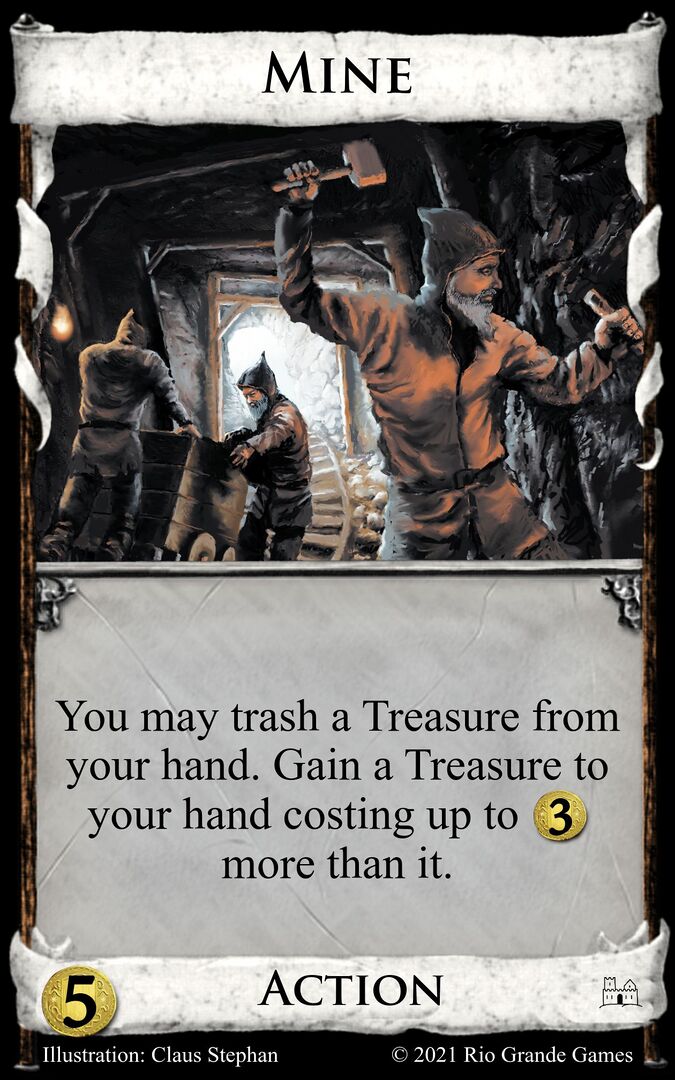 MINE
You may trash a Treasure from
your hand. Gain a Treasure to
your hand costing up to 3
more than it.
5 ACTION
Illustration: Claus Stephan © 2021 Rio Grande Games